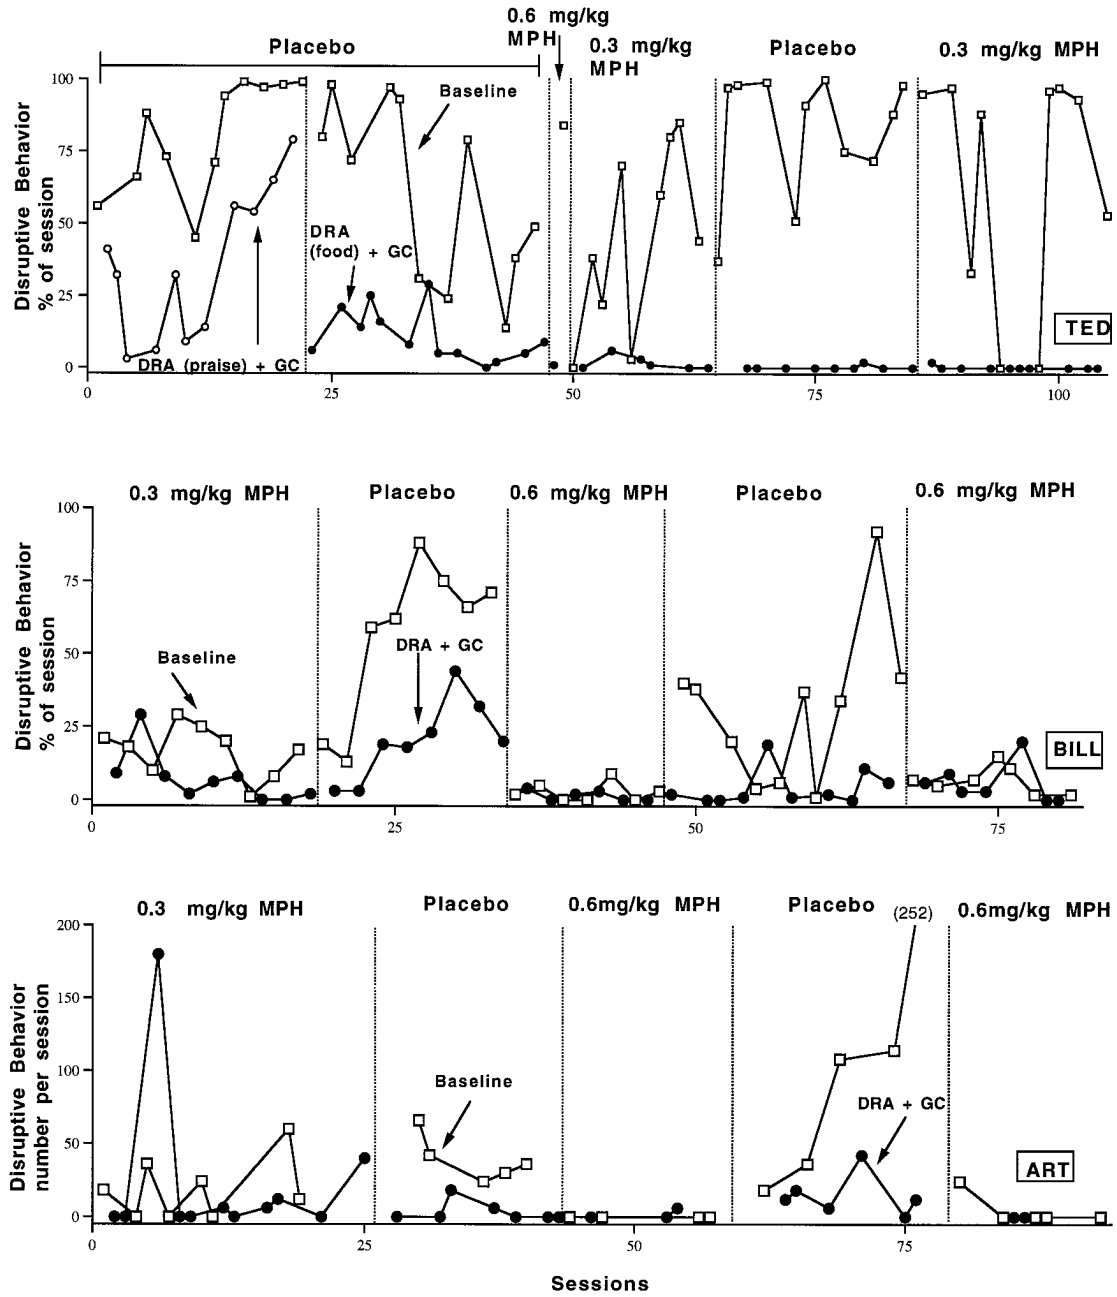 0.6 mg/kg
MPH
Placebo
0.3 mg/kg
MPH
Placebo
0.3 mg/kg MPH
Disruptive Behavior
% of session
100
75
50
25
0
Baseline
DRA
(food) + GC
DRA (praise) + GC
TED
0
25
50
75
100
0.3 mg/kg MPH
Placebo
0.6 mg/kg MPH
Placebo
0.6 mg/kg MPH
Disruptive Behavior
% of session
100
75
50
25
0
Baseline
DRA + GC
BILL
0
25
50
75
0.3 mg/kg MPH
Placebo
0.6mg/kg MPH
Placebo
(252)
0.6mg/kg MPH
Disruptive Behavior
number per session
200
150
100
50
0
Baseline
DRA + GC
ART
0
25
50
75
Sessions